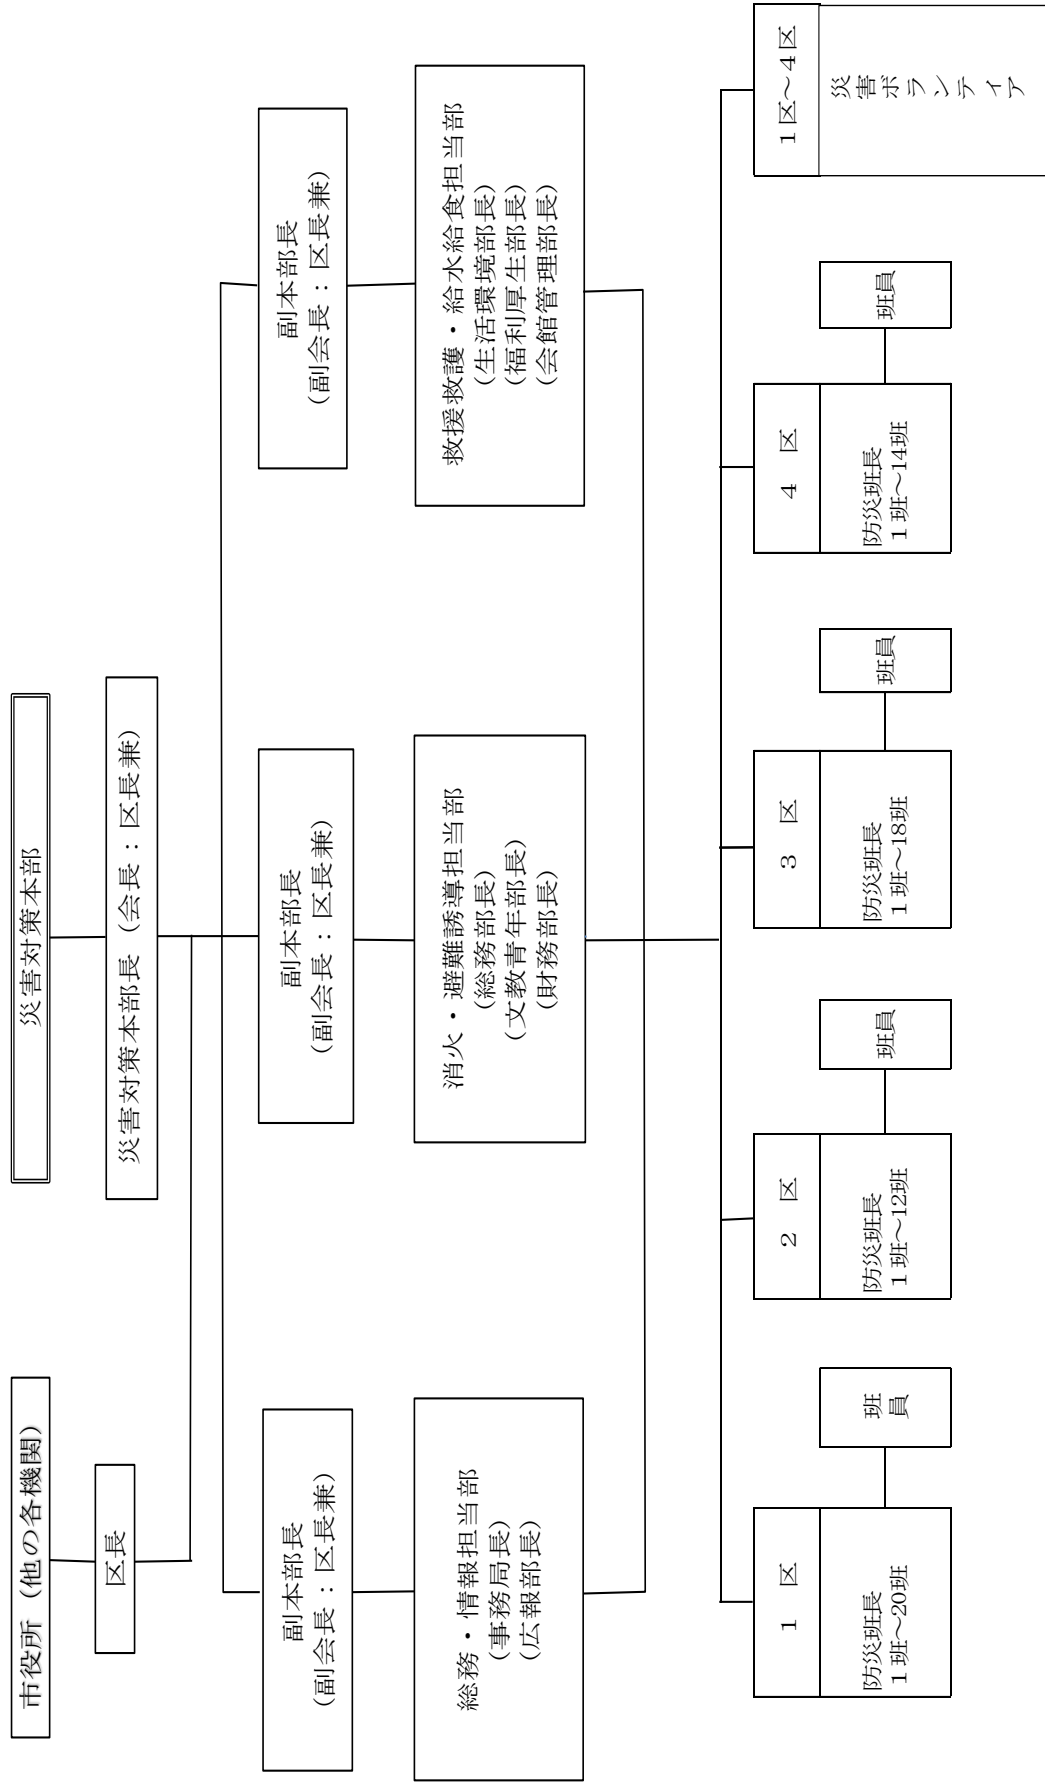 市役所（他の各機関）
災害対策本部
区長
災害対策本部長（会長：区長兼）
副本部長
（副会長：区長兼）
副本部長
（副会長：区長兼）
副本部長
（副会長：区長兼）
総務・情報担当部
（事務局長）
（広報部長）
消火・避難誘導担当部
（総務部長）
（文教青年部長）
（財務部長）
救援救護・給水給食担当部
（生活環境部長）
（福利厚生部長）
（会館管理部長）
1 区
防災班長
1班～20班
班
員
2 区
防災班長
1班～12班
班員
3 区
防災班長
1班～18班
班員
4 区
防災班長
1班～14班
班員
1区～4区
災害ボランティア